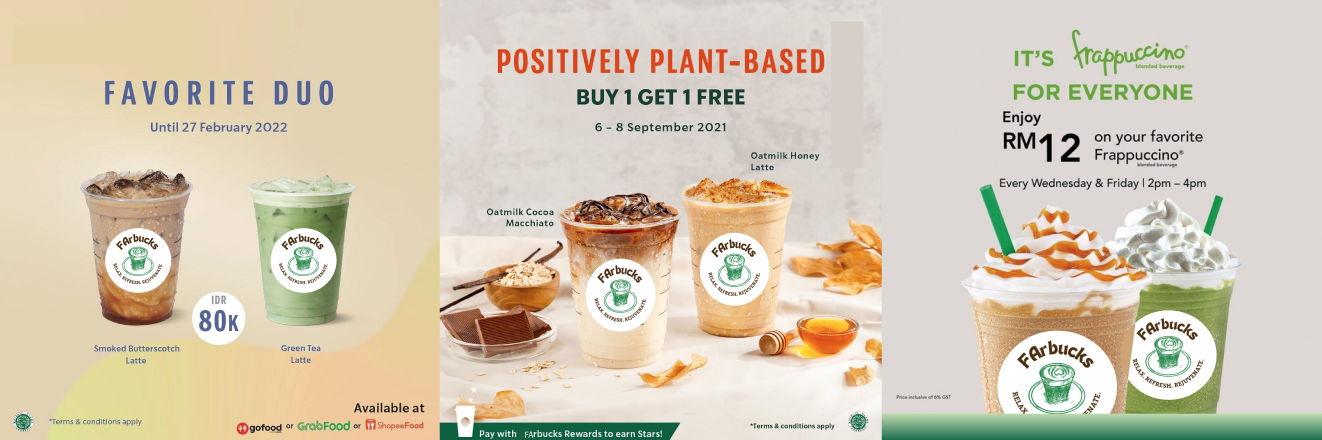 FAVORITE DUO
Until 27 February 2022
FArbucks
RELAX. REFRESH. REJUVENATE.
FArbucks
RELAX. REFRESH. REJUVENATE.
IDR
80K
Smoked Butterscotch
Latte
Green Tea
Latte
Available at
*Terms & conditions apply
gofood or GrabFood or ShopeeFood
POSITIVELY PLANT-BASED
BUY 1 GET 1 FREE
6 – 8 September 2021
Oatmilk Honey
Latte
Oatmilk Cocoa
Macchiato
FArbucks
RELAX. REFRESH. REJUVENATE.
FArbucks
RELAX. REFRESH. REJUVENATE.
*Terms & conditions apply
Pay with FArbucks Rewards to earn Stars!
IT'S frappuccino®
blended beverage
FOR EVERYONE
Enjoy
RM12 on your favorite
Frappuccino®
blended beverage
Every Wednesday & Friday | 2pm – 4pm
FArbucks
RELAX. REFRESH. REJUVENATE.
FArbucks
RELAX. REFRESH. REJUVENATE.
Price inclusive of 6% GST